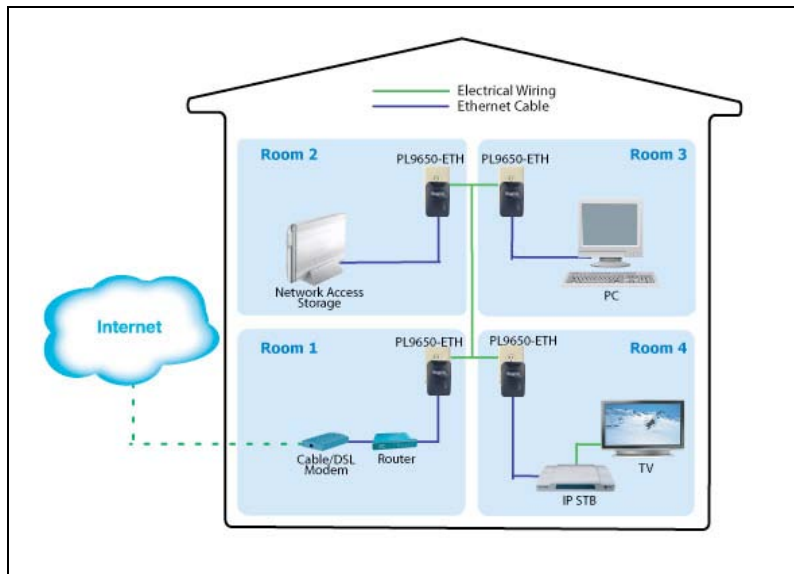 Electrical Wiring
Ethernet Cable
Room 2
PL9650-ETH
PL9650-ETH
Room 3
Network Access
Storage
PC
Internet
Room 1
PL9650-ETH
PL9650-ETH
Room 4
Cable/DSL
Modem
Router
IP STB
TV